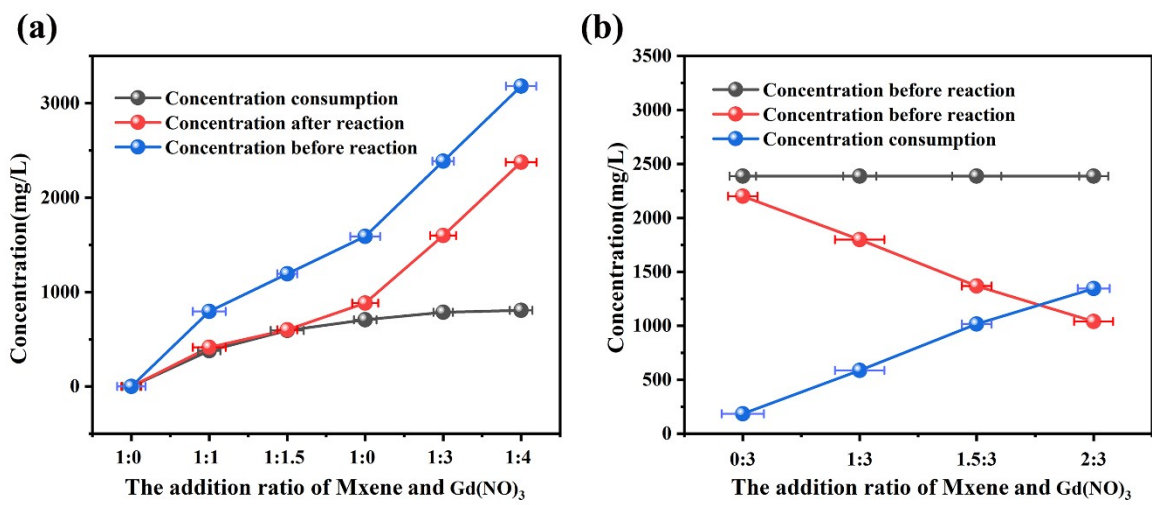 (a)
Concentration(mg/L)
3000
2000
1000
0
Concentration consumption
Concentration after reaction
Concentration before reaction
1:0
1:1
1:1.5
1:0
1:3
1:4
The addition ratio of Mxene and Gd(NO)₃
(b)
Concentration(mg/L)
3500
3000
2500
2000
1500
1000
500
0
Concentration before reaction
Concentration before reaction
Concentration consumption
0:3
1:3
1.5:3
2:3
The addition ratio of Mxene and Gd(NO)₃